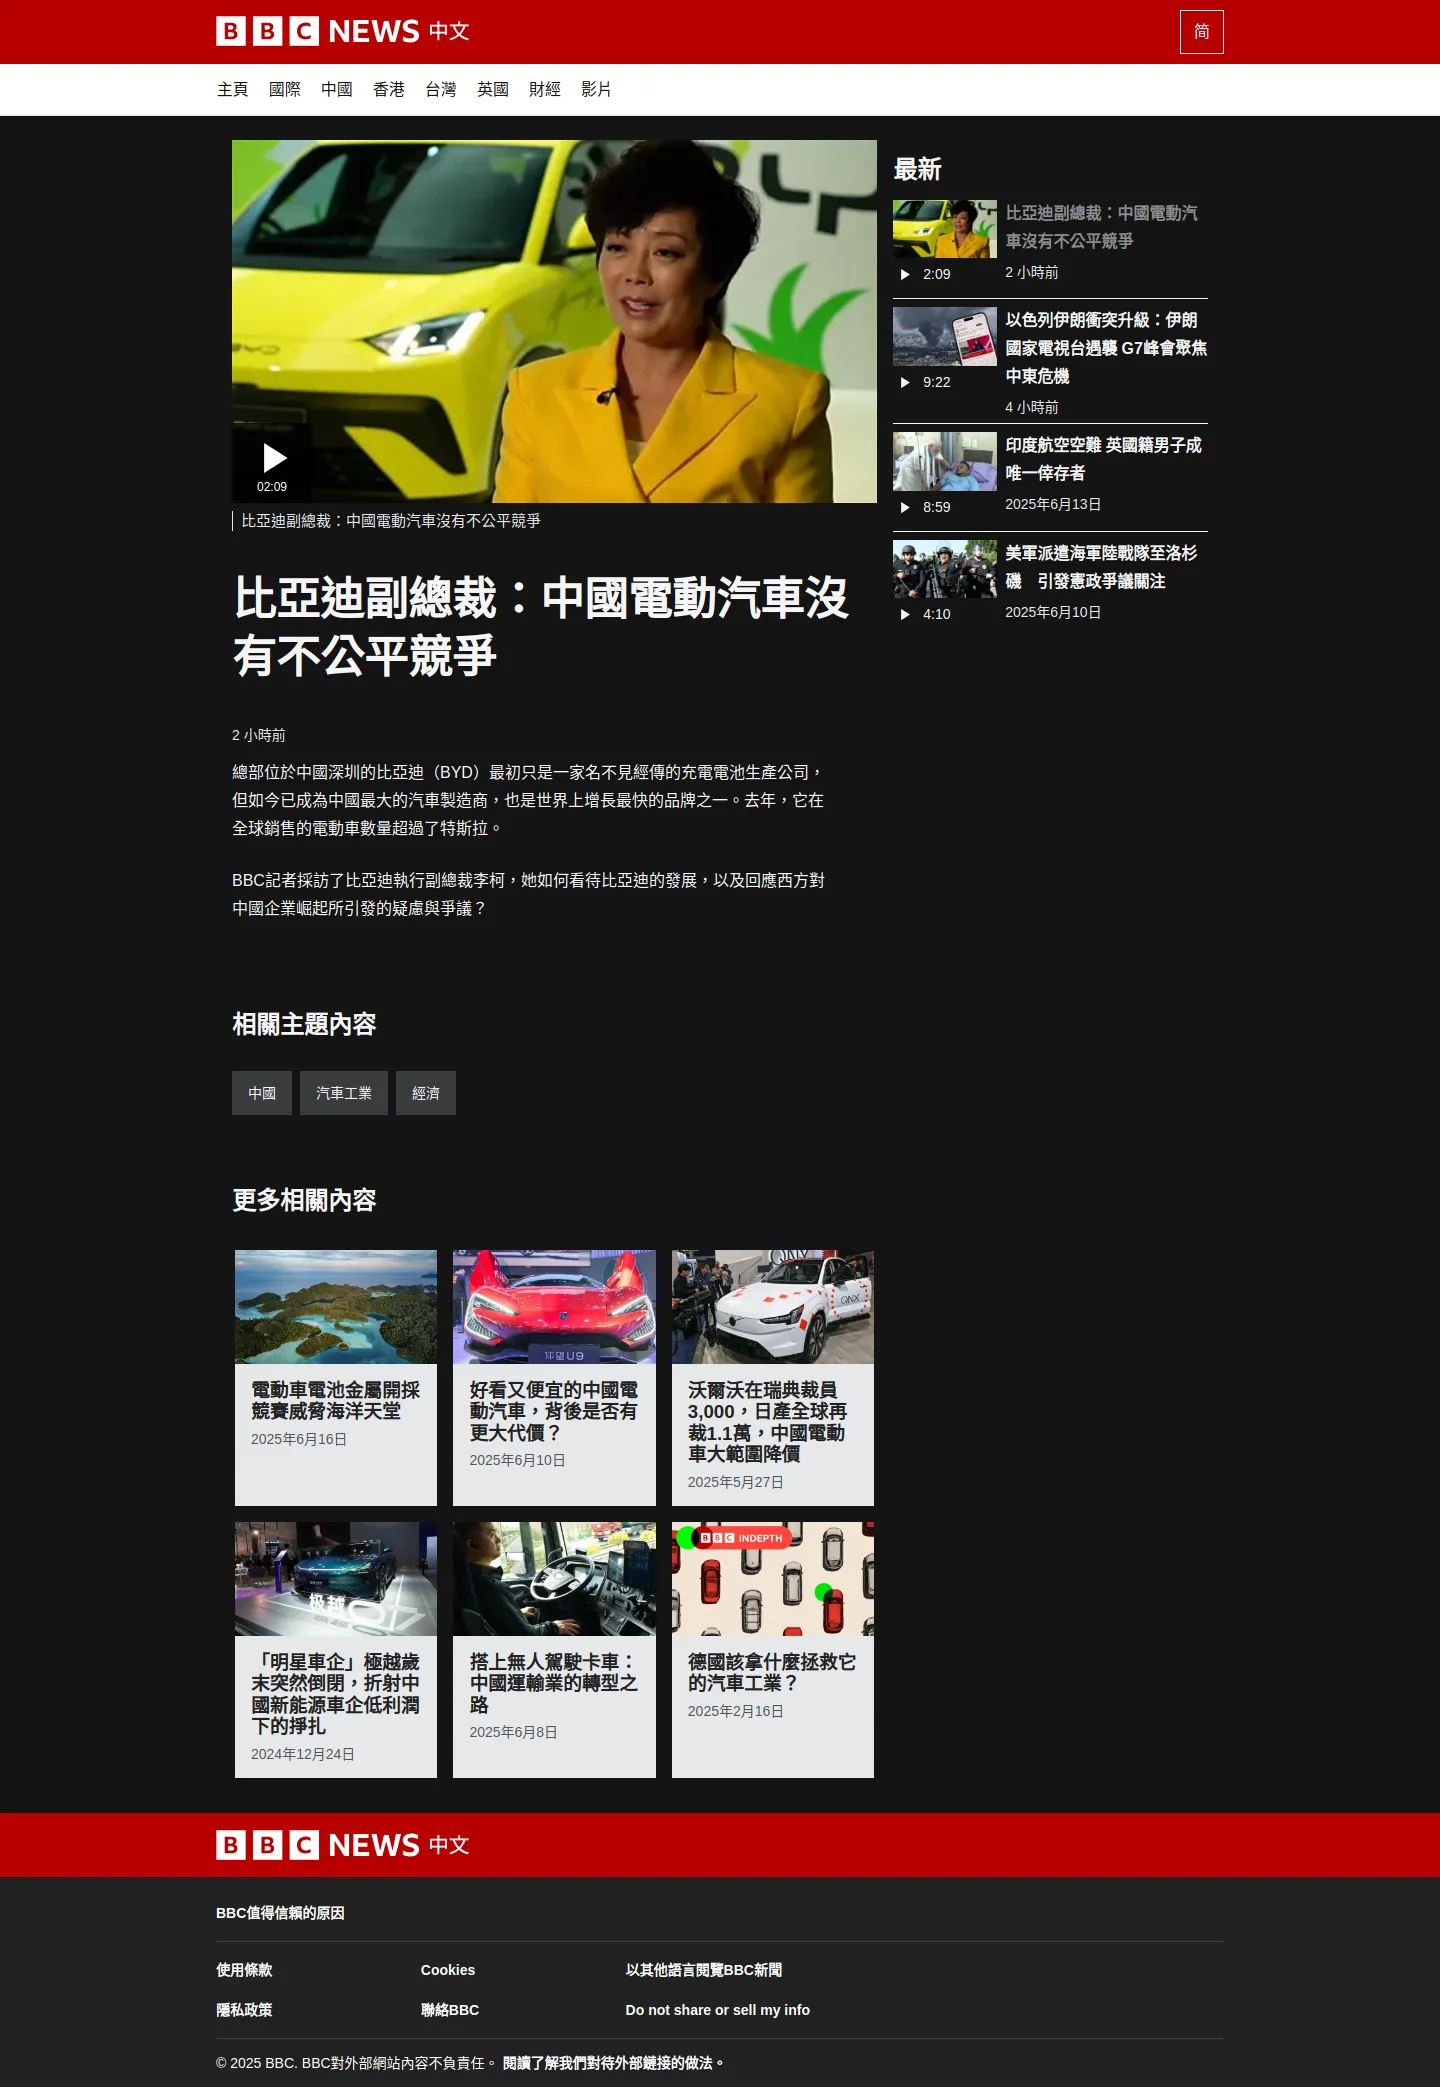 BBC NEWS 中文
简
主頁 國際 中國 香港 台灣 英國 財經 影片
02:09
比亞迪副總裁：中國電動汽車沒有不公平競爭
比亞迪副總裁：中國電動汽車沒
有不公平競爭
2 小時前
總部位於中國深圳的比亞迪（BYD）最初只是一家名不見經傳的充電電池生產公司，
但如今已成為中國最大的汽車製造商，也是世界上增長最快的品牌之一。去年，它在
全球銷售的電動車數量超過了特斯拉。
BBC記者採訪了比亞迪執行副總裁李柯，她如何看待比亞迪的發展，以及回應西方對
中國企業崛起所引發的疑慮與爭議？
最新
比亞迪副總裁：中國電動汽
車沒有不公平競爭
2:09
2 小時前
以色列伊朗衝突升級：伊朗
國家電視台遇襲 G7峰會聚焦
中東危機
9:22
4 小時前
印度航空空難 英國籍男子成
唯一倖存者
8:59
2025年6月13日
美軍派遣海軍陸戰隊至洛杉
磯　引發憲政爭議關注
4:10
2025年6月10日
相關主題內容
中國 汽車工業 經濟
更多相關內容
電動車電池金屬開採
競賽威脅海洋天堂
2025年6月16日
好看又便宜的中國電
動汽車，背後是否有
更大代價？
2025年6月10日
QNX
沃爾沃在瑞典裁員
3,000，日產全球再
裁1.1萬，中國電動
車大範圍降價
2025年5月27日
极越
「明星車企」極越歲
末突然倒閉，折射中
國新能源車企低利潤
下的掙扎
2024年12月24日
搭上無人駕駛卡車：
中國運輸業的轉型之
路
2025年6月8日
BBC INDEPTH
德國該拿什麼拯救它
的汽車工業？
2025年2月16日
BBC NEWS 中文
BBC值得信賴的原因
使用條款 Cookies 以其他語言閱覽BBC新聞
隱私政策 聯絡BBC Do not share or sell my info
© 2025 BBC. BBC對外部網站內容不負責任。 閱讀了解我們對待外部鏈接的做法。